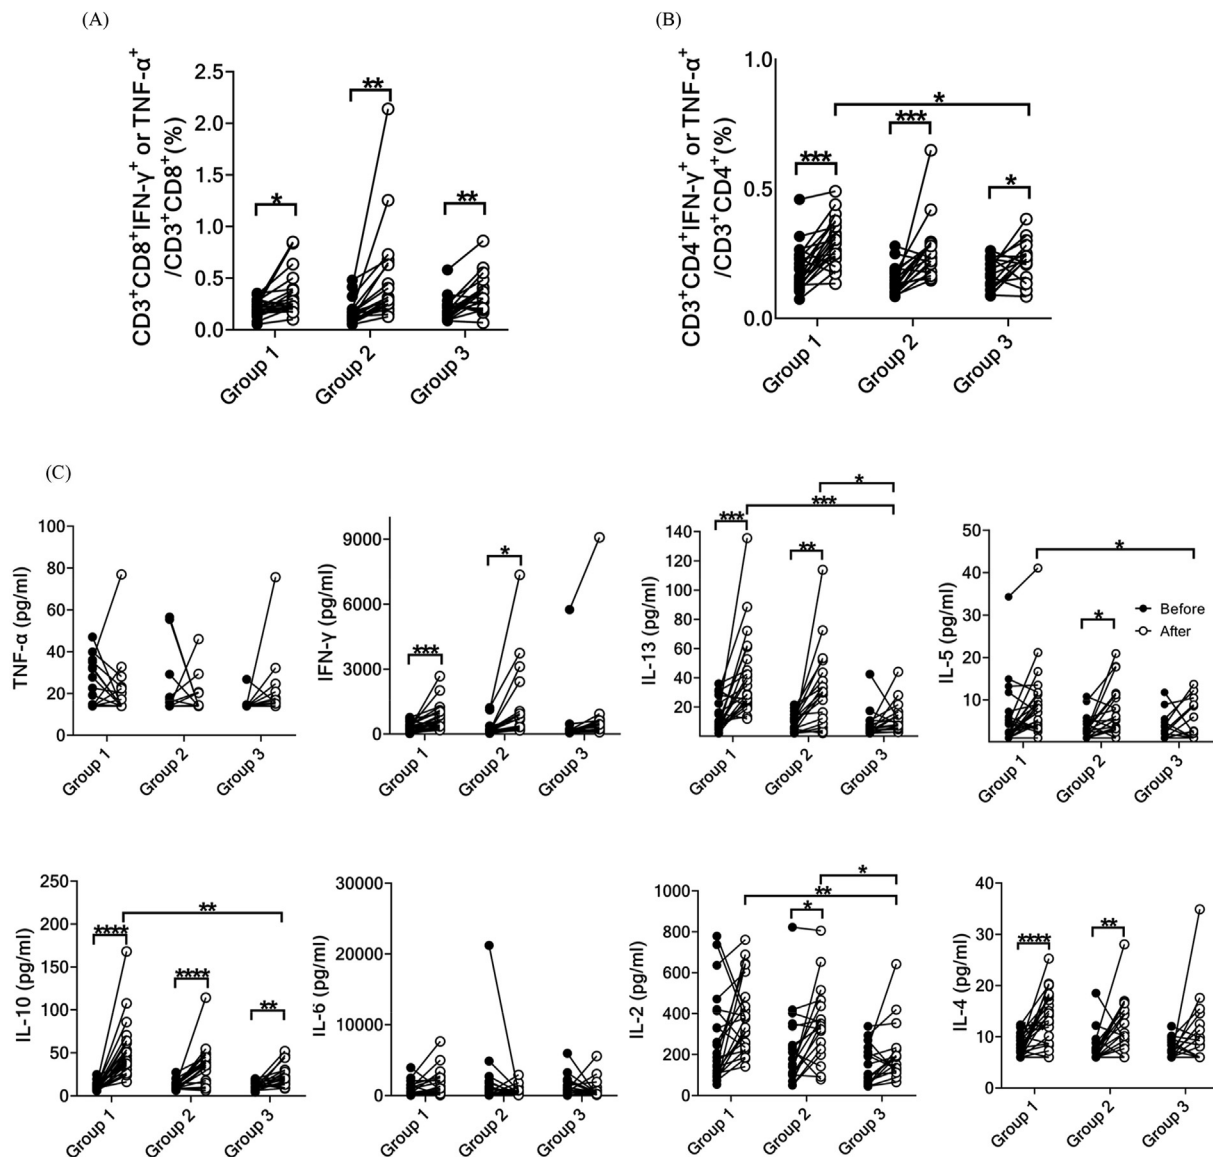 (A)
CD3⁺CD8⁺IFN-γ⁺ or TNF-α⁺
/CD3⁺CD8⁺(%)
2.5
2.0
1.5
1.0
0.5
0.0
*
**
**
Group 1
Group 2
Group 3
(B)
CD3⁺CD4⁺IFN-γ⁺ or TNF-α⁺
/CD3⁺CD4⁺(%)
1.0
0.5
0.0
*
***
***
*
Group 1
Group 2
Group 3
(C)
TNF-α (pg/ml)
100
80
60
40
20
Group 1
Group 2
Group 3
IFN-γ (pg/ml)
9000
6000
3000
0
***
*
Group 1
Group 2
Group 3
IL-13 (pg/ml)
140
120
100
80
60
40
20
*
***
***
**
Group 1
Group 2
Group 3
IL-5 (pg/ml)
50
40
30
20
10
*
*
Before
After
Group 1
Group 2
Group 3
IL-10 (pg/ml)
250
200
150
100
50
0
**
****
****
**
Group 1
Group 2
Group 3
IL-6 (pg/ml)
30000
20000
10000
0
Group 1
Group 2
Group 3
IL-2 (pg/ml)
1000
800
600
400
200
0
*
**
*
Group 1
Group 2
Group 3
IL-4 (pg/ml)
40
30
20
10
0
****
**
Group 1
Group 2
Group 3